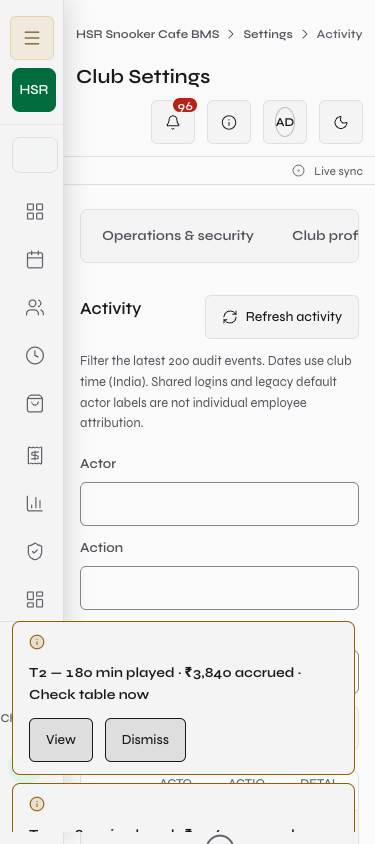 HSR Snooker Cafe BMS > Settings > Activity
HSR
Club Settings
96
AD
Live sync
Operations & security
Club prof
Activity
Refresh activity
Filter the latest 200 audit events. Dates use club
time (India). Shared logins and legacy default
actor labels are not individual employee
attribution.
Actor
Action
T2 — 180 min played · ₹3,840 accrued ·
Check table now
View
Dismiss